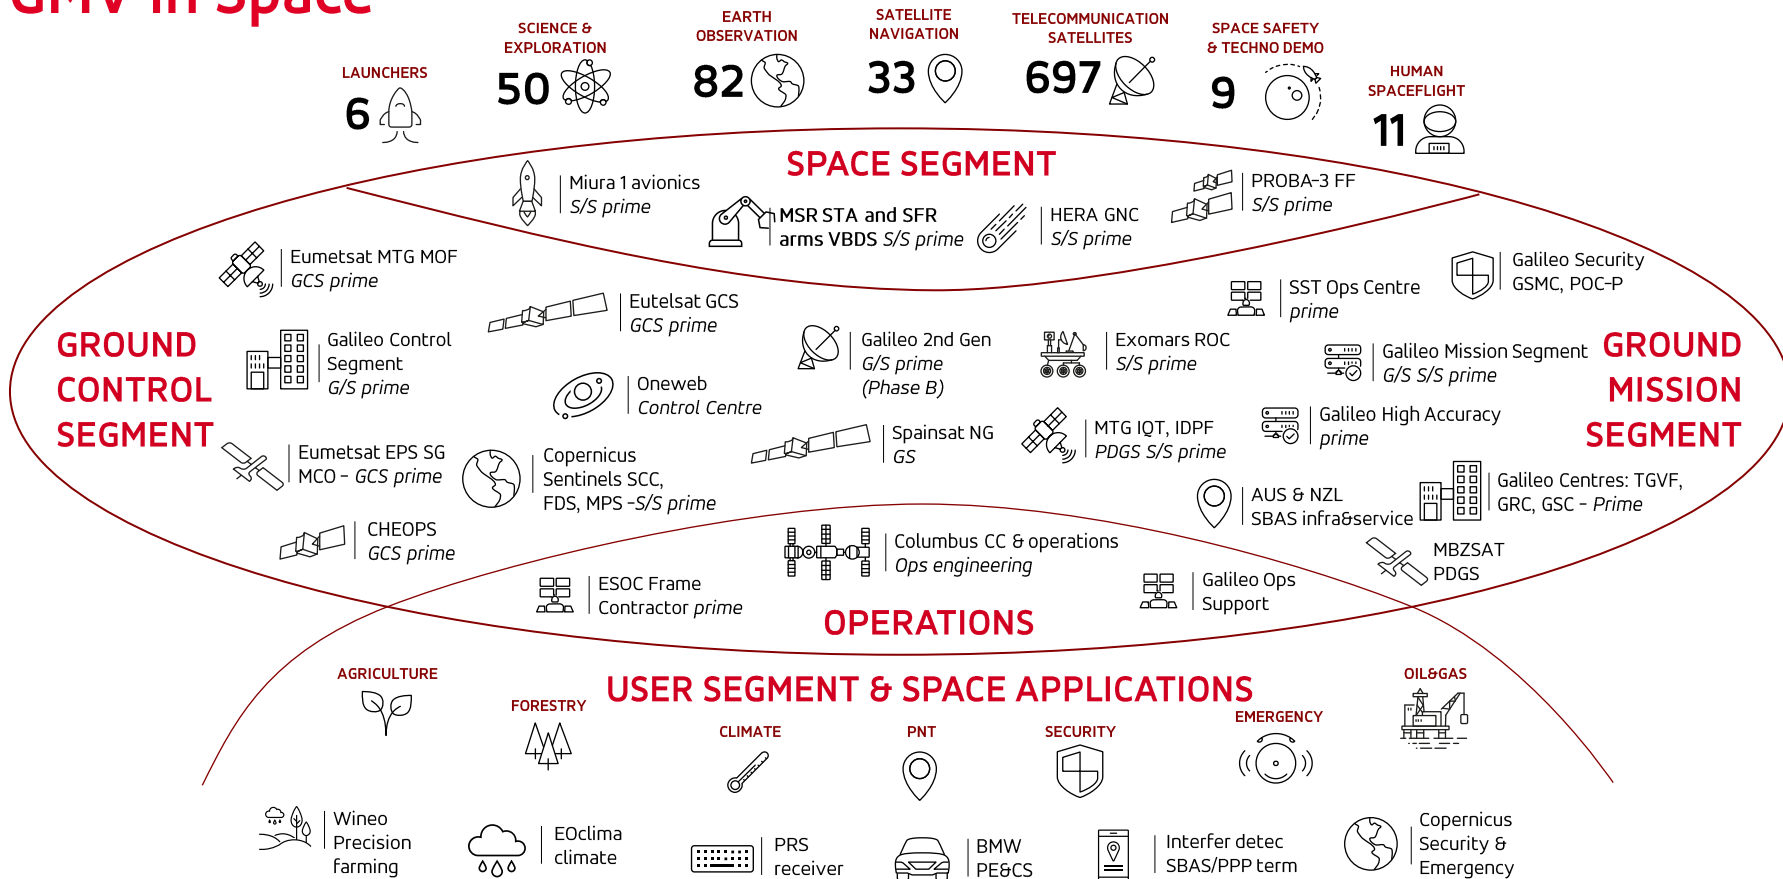 GMV in Space
LAUNCHERS
6
SCIENCE &
EXPLORATION
50
EARTH
OBSERVATION
82
SATELLITE
NAVIGATION
33
TELECOMMUNICATION
SATELLITES
697
SPACE SAFETY
& TECHNO DEMO
9
HUMAN
SPACEFLIGHT
11
SPACE SEGMENT
Miura 1 avionics
S/S prime
MSR STA and SFR
arms VBDS S/S prime
HERA GNC
S/S prime
PROBA-3 FF
S/S prime
GROUND
CONTROL
SEGMENT
Eumetsat MTG MOF
GCS prime
Eutelsat GCS
GCS prime
Galileo Control
Segment
G/S prime
Oneweb
Control Centre
Eumetsat EPS SG
MCO - GCS prime
Copernicus
Sentinels SCC,
FDS, MPS -S/S prime
CHEOPS
GCS prime
Galileo 2nd Gen
G/S prime
(Phase B)
Spainsat NG
GS
Exomars ROC
S/S prime
MTG IQT, IDPF
PDGS S/S prime
SST Ops Centre
prime
Galileo Security
GSMC, POC-P
Galileo Mission Segment
G/S S/S prime
Galileo High Accuracy
prime
AUS & NZL
SBAS infra&service
Galileo Centres: TGVF,
GRC, GSC - Prime
MBZSAT
PDGS
GROUND
MISSION
SEGMENT
ESOC Frame
Contractor prime
Columbus CC & operations
Ops engineering
Galileo Ops
Support
OPERATIONS
USER SEGMENT & SPACE APPLICATIONS
AGRICULTURE
FORESTRY
CLIMATE
PNT
SECURITY
EMERGENCY
OIL&GAS
Wineo
Precision
farming
EOclima
climate
PRS
receiver
BMW
PE&CS
Interfer detec
SBAS/PPP term
Copernicus
Security &
Emergency